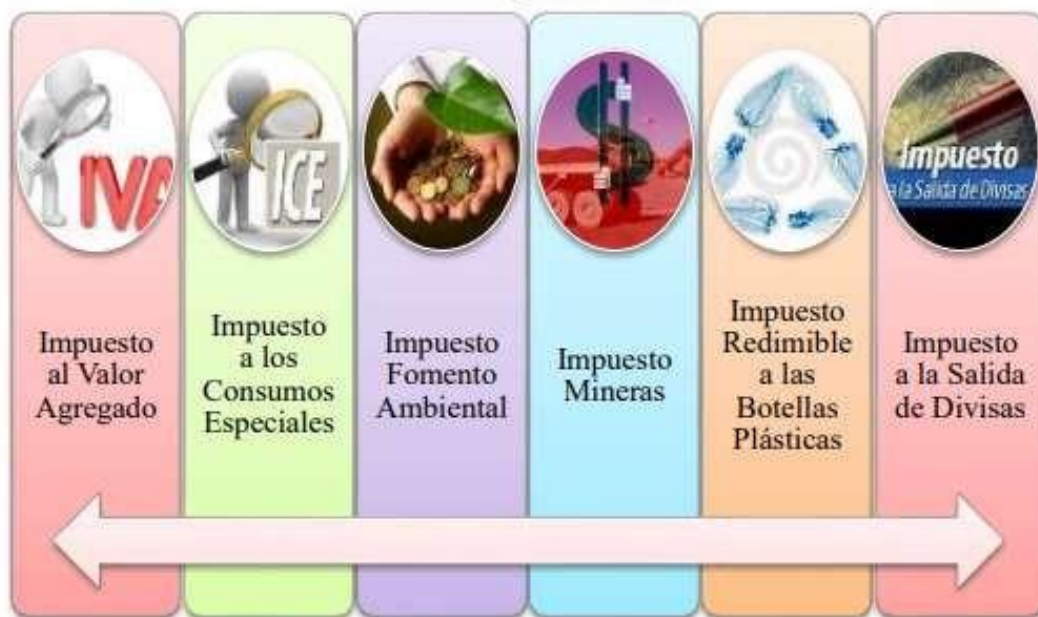 IVA
ICE
Impuesto
a la Salida de Divisas
Impuesto
al Valor
Agregado
Impuesto
a los
Consumos
Especiales
Impuesto
Fomento
Ambiental
Impuesto
Mineras
Impuesto
Redimible
a las
Botellas
Plásticas
Impuesto
a la Salida
de Divisas